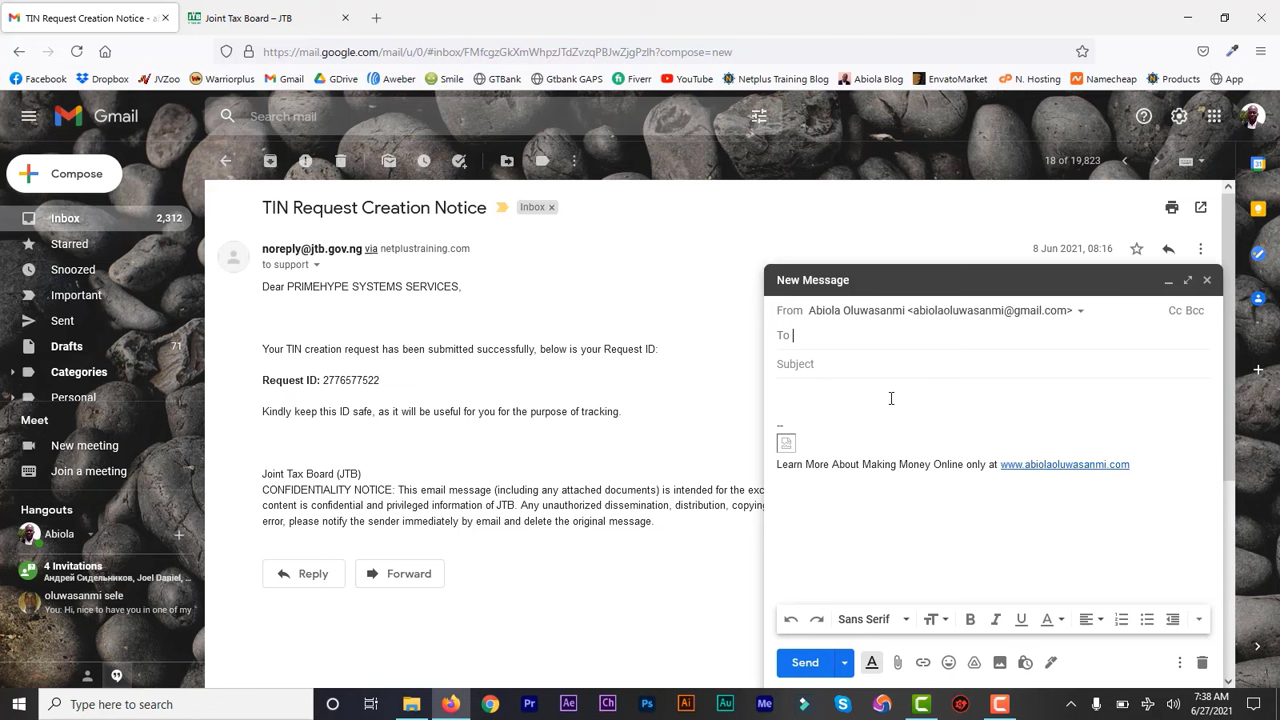 TIN Request Creation Notice - a
Joint Tax Board – JTB
https://mail.google.com/mail/u/0/#inbox/FMfcgzGkXmWhpzJTdZvzqPBJwZjgPzlh?compose=new
Facebook
Dropbox
JVZoo
Warriorplus
Gmail
GDrive
Aweber
Smile
GTBank
Gtbank GAPS
Fiverr
YouTube
Netplus Training Blog
Abiola Blog
EnvatoMarket
N. Hosting
Namecheap
Products
App
Gmail
Search mail
Compose
18 of 19,823
Inbox 2,312
Starred
Snoozed
Important
Sent
Drafts 71
Categories
Personal
Meet
New meeting
Join a meeting
Hangouts
Abiola
4 Invitations
Андрей Сидельников, Joel Daniel, ...
oluwasanmi sele
You: Hi, nice to have you in one of my
TIN Request Creation Notice
Inbox x
noreply@jtb.gov.ng via netplustraining.com
8 Jun 2021, 08:16
to support
Dear PRIMEHYPE SYSTEMS SERVICES,
Your TIN creation request has been submitted successfully, below is your Request ID:
Request ID: 2776577522
Kindly keep this ID safe, as it will be useful for you for the purpose of tracking.
Joint Tax Board (JTB)
CONFIDENTIALITY NOTICE: This email message (including any attached documents) is intended for the exc
content is confidential and privileged information of JTB. Any unauthorized dissemination, distribution, copying
error, please notify the sender immediately by email and delete the original message.
Reply
Forward
New Message
From Abiola Oluwasanmi <abiolaoluwasanmi@gmail.com>
Cc Bcc
To
Subject
--
Learn More About Making Money Online only at www.abiolaoluwasanmi.com
Sans Serif
Send
Type here to search
7:38 AM
6/27/2021